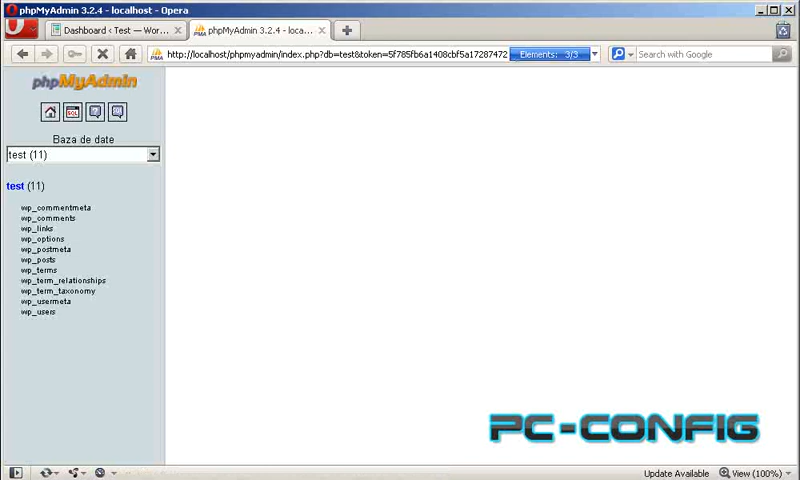 phpMyAdmin 3.2.4 - localhost - Opera
Dashboard ‹ Test — Wor...
phpMyAdmin 3.2.4 - loca...
PMA
http://localhost/phpmyadmin/index.php?db=test&token=5f785fb6a1408cbf5a17287472
Elements: 3/3
Search with Google
phpMyAdmin
SQL
Baza de date
test (11)
test (11)
wp_commentmeta
wp_comments
wp_links
wp_options
wp_postmeta
wp_posts
wp_terms
wp_term_relationships
wp_term_taxonomy
wp_usermeta
wp_users
PC-CONFIG
Update Available
View (100%)